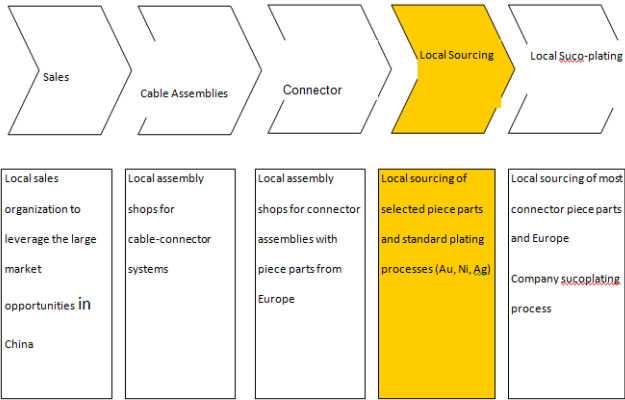 Sales
Cable Assemblies
Connector
Local Sourcing
Local Suco-plating
Local sales
organization to
leverage the large
market
opportunities in
China
Local assembly
shops for
cable-connector
systems
Local assembly
shops for connector
assemblies with
piece parts from
Europe
Local sourcing of
selected piece parts
and standard plating
processes (Au, Ni, Ag)
Local sourcing of most
connector piece parts
and Europe
Company sucoplating
process